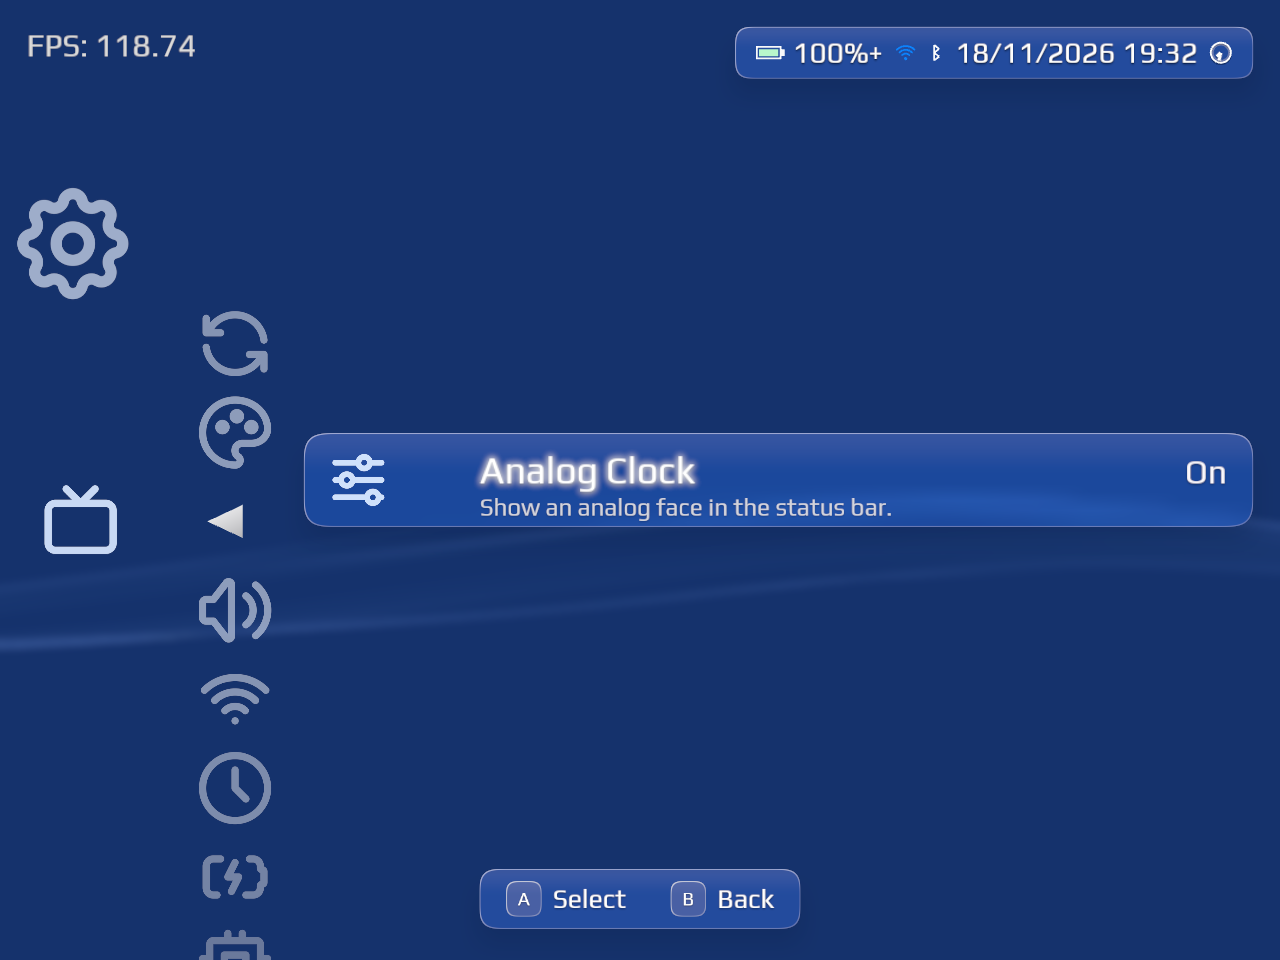 FPS: 118.74
100%+ 18/11/2026 19:32
Analog Clock
On
Show an analog face in the status bar.
A Select B Back